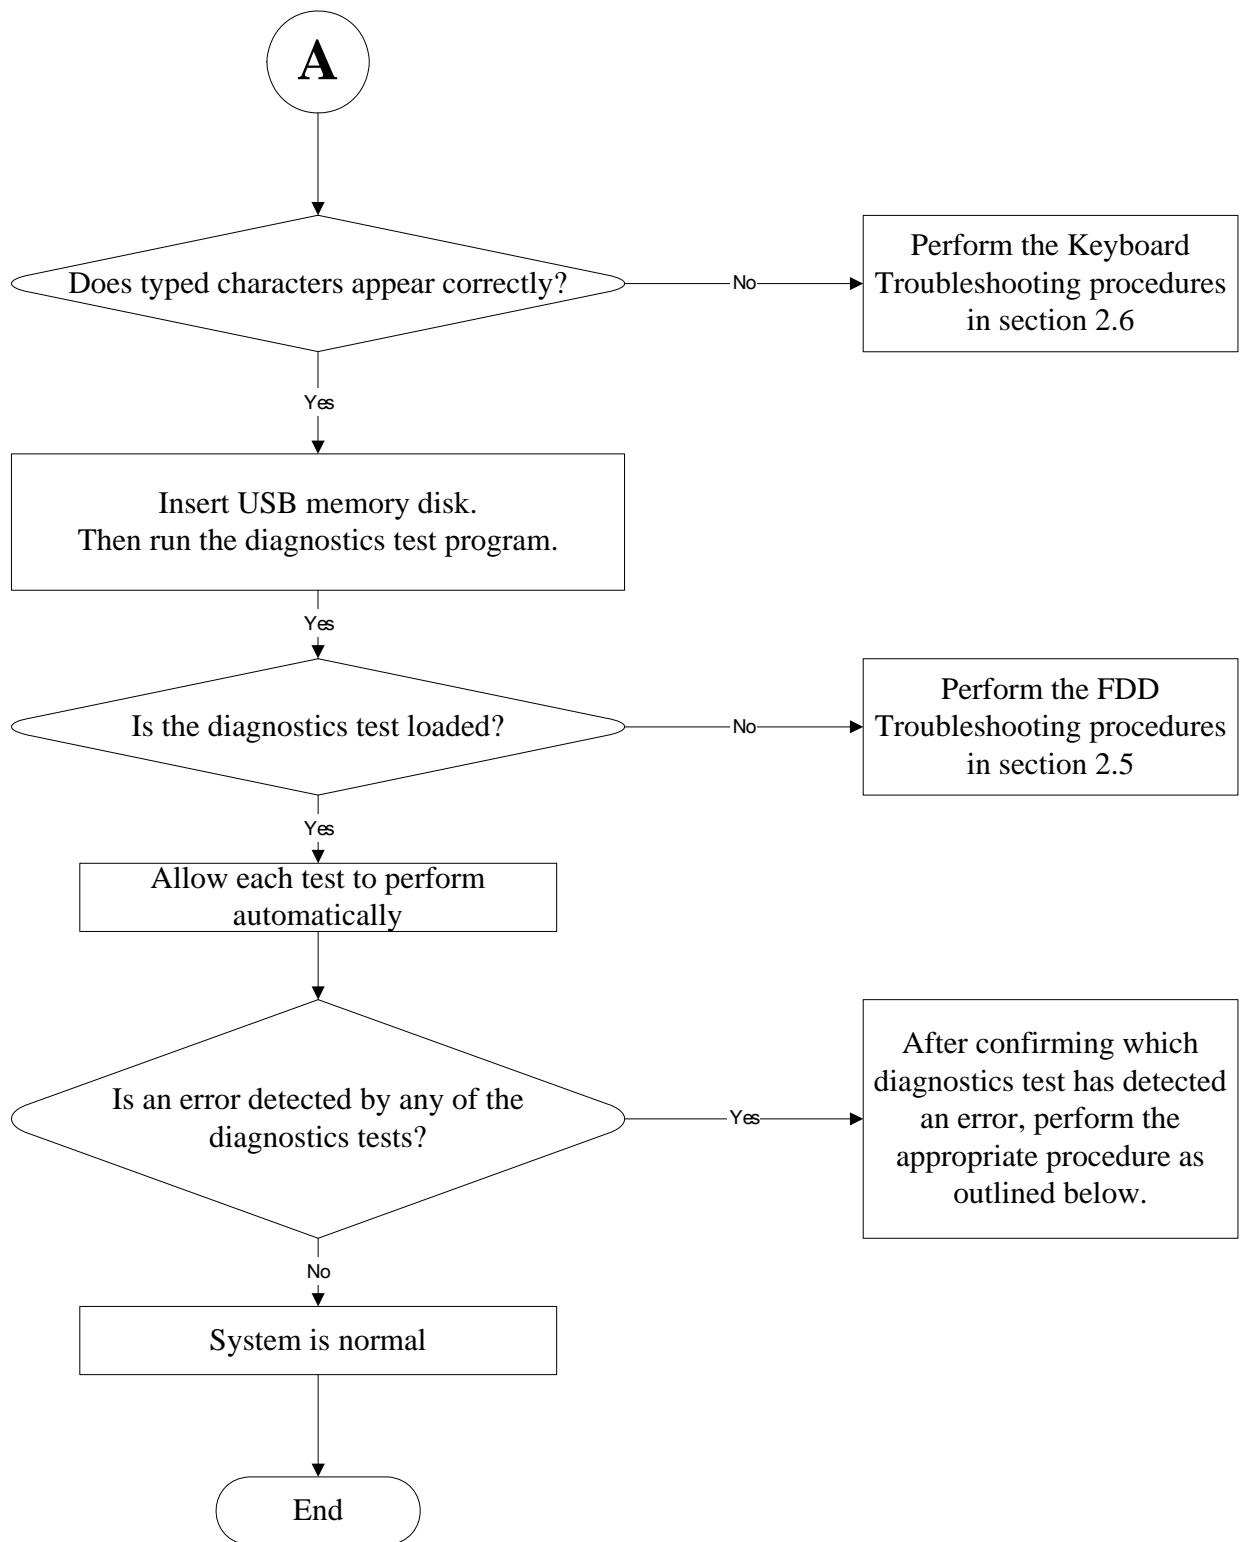 A
Does typed characters appear correctly?
No
Perform the Keyboard
Troubleshooting procedures
in section 2.6
Yes
Insert USB memory disk.
Then run the diagnostics test program.
Yes
Is the diagnostics test loaded?
No
Perform the FDD
Troubleshooting procedures
in section 2.5
Yes
Allow each test to perform
automatically
Is an error detected by any of the
diagnostics tests?
Yes
After confirming which
diagnostics test has detected
an error, perform the
appropriate procedure as
outlined below.
No
System is normal
End